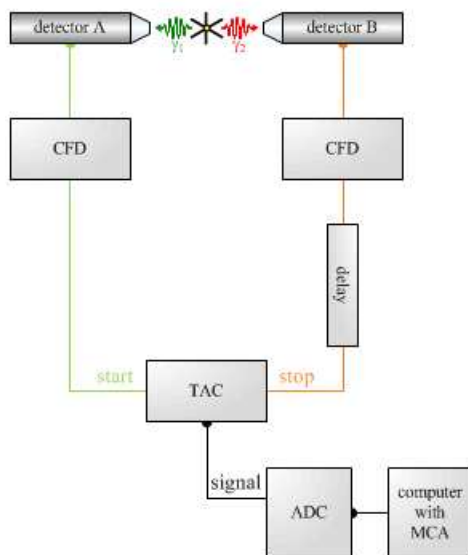 detector A
detector B
γ₁
γ₂
CFD
CFD
delay
start
TAC
stop
signal
ADC
computer
with
MCA